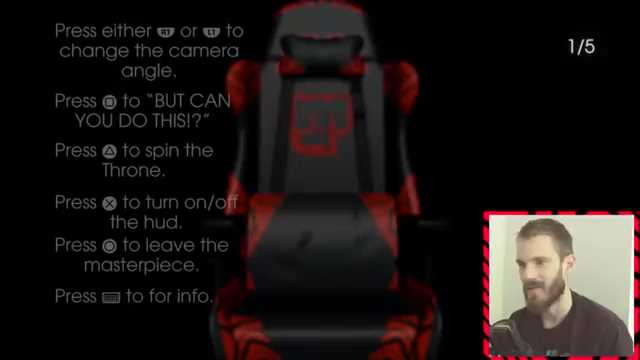 Press either R1 or L1 to
change the camera
angle.
Press to "BUT CAN
YOU DO THIS!?"
Press to spin the
Throne.
Press to turn on/off
the hud.
Press to leave the
masterpiece.
Press to for info.
1/5